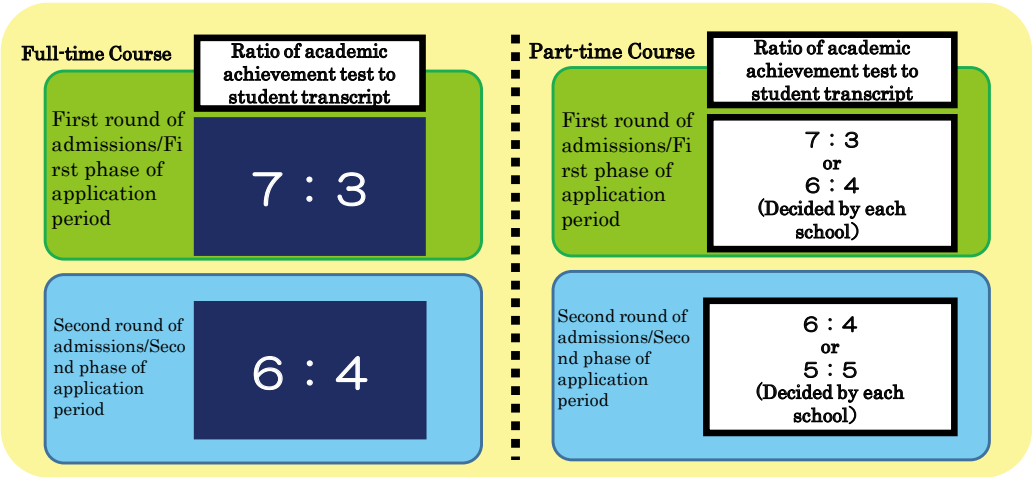 Full-time Course
Ratio of academic
achievement test to
student transcript
First round of
admissions/Fi
rst phase of
application
period
７：３
Second round of
admissions/Seco
nd phase of
application
period
６：４
Part-time Course
Ratio of academic
achievement test to
student transcript
First round of
admissions/Fi
rst phase of
application
period
７：３
or
６：４
(Decided by each
school)
Second round of
admissions/Seco
nd phase of
application
period
６：４
or
５：５
(Decided by each
school)